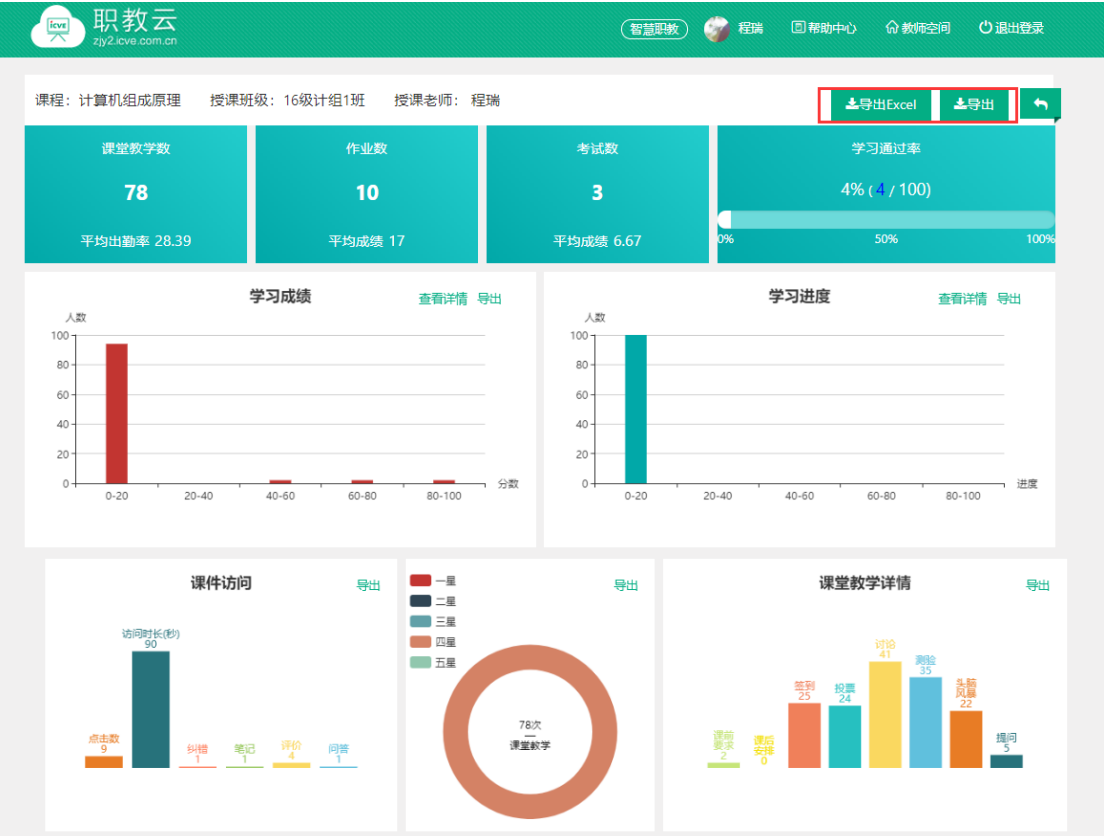 icve 职教云
zjy2.icve.com.cn
智慧职教 程瑞 帮助中心 教师空间 退出登录
课程：计算机组成原理 授课班级：16级计组1班 授课老师：程瑞
导出Excel 导出
课堂教学数
78
平均出勤率 28.39
作业数
10
平均成绩 17
考试数
3
平均成绩 6.67
学习通过率
4% ( 4 / 100)
0% 50% 100%
学习成绩 查看详情 导出
人数
100
80
60
40
20
0
0-20 20-40 40-60 60-80 80-100 分数
学习进度 查看详情 导出
人数
100
80
60
40
20
0
0-20 20-40 40-60 60-80 80-100 进度
课件访问 导出
访问时长(秒)
90
点击数
9
纠错
1
笔记
1
评价
4
问答
1
一星
二星
三星
四星
五星
导出
78次
课堂教学
课堂教学详情 导出
课前
要求
2
课后
安排
0
签到
25
投票
24
讨论
41
测验
35
头脑
风暴
22
提问
5